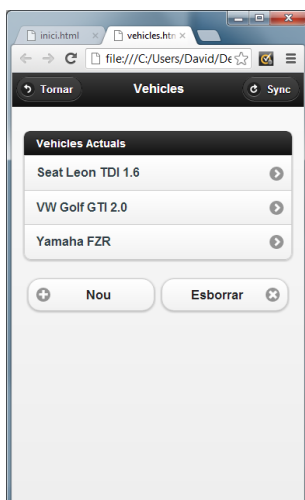 inici.html vehicles.ht
file:///C:/Users/David/De
Tornar Vehicles Sync
Vehicles Actuals
Seat Leon TDI 1.6
VW Golf GTI 2.0
Yamaha FZR
Nou Esborrar